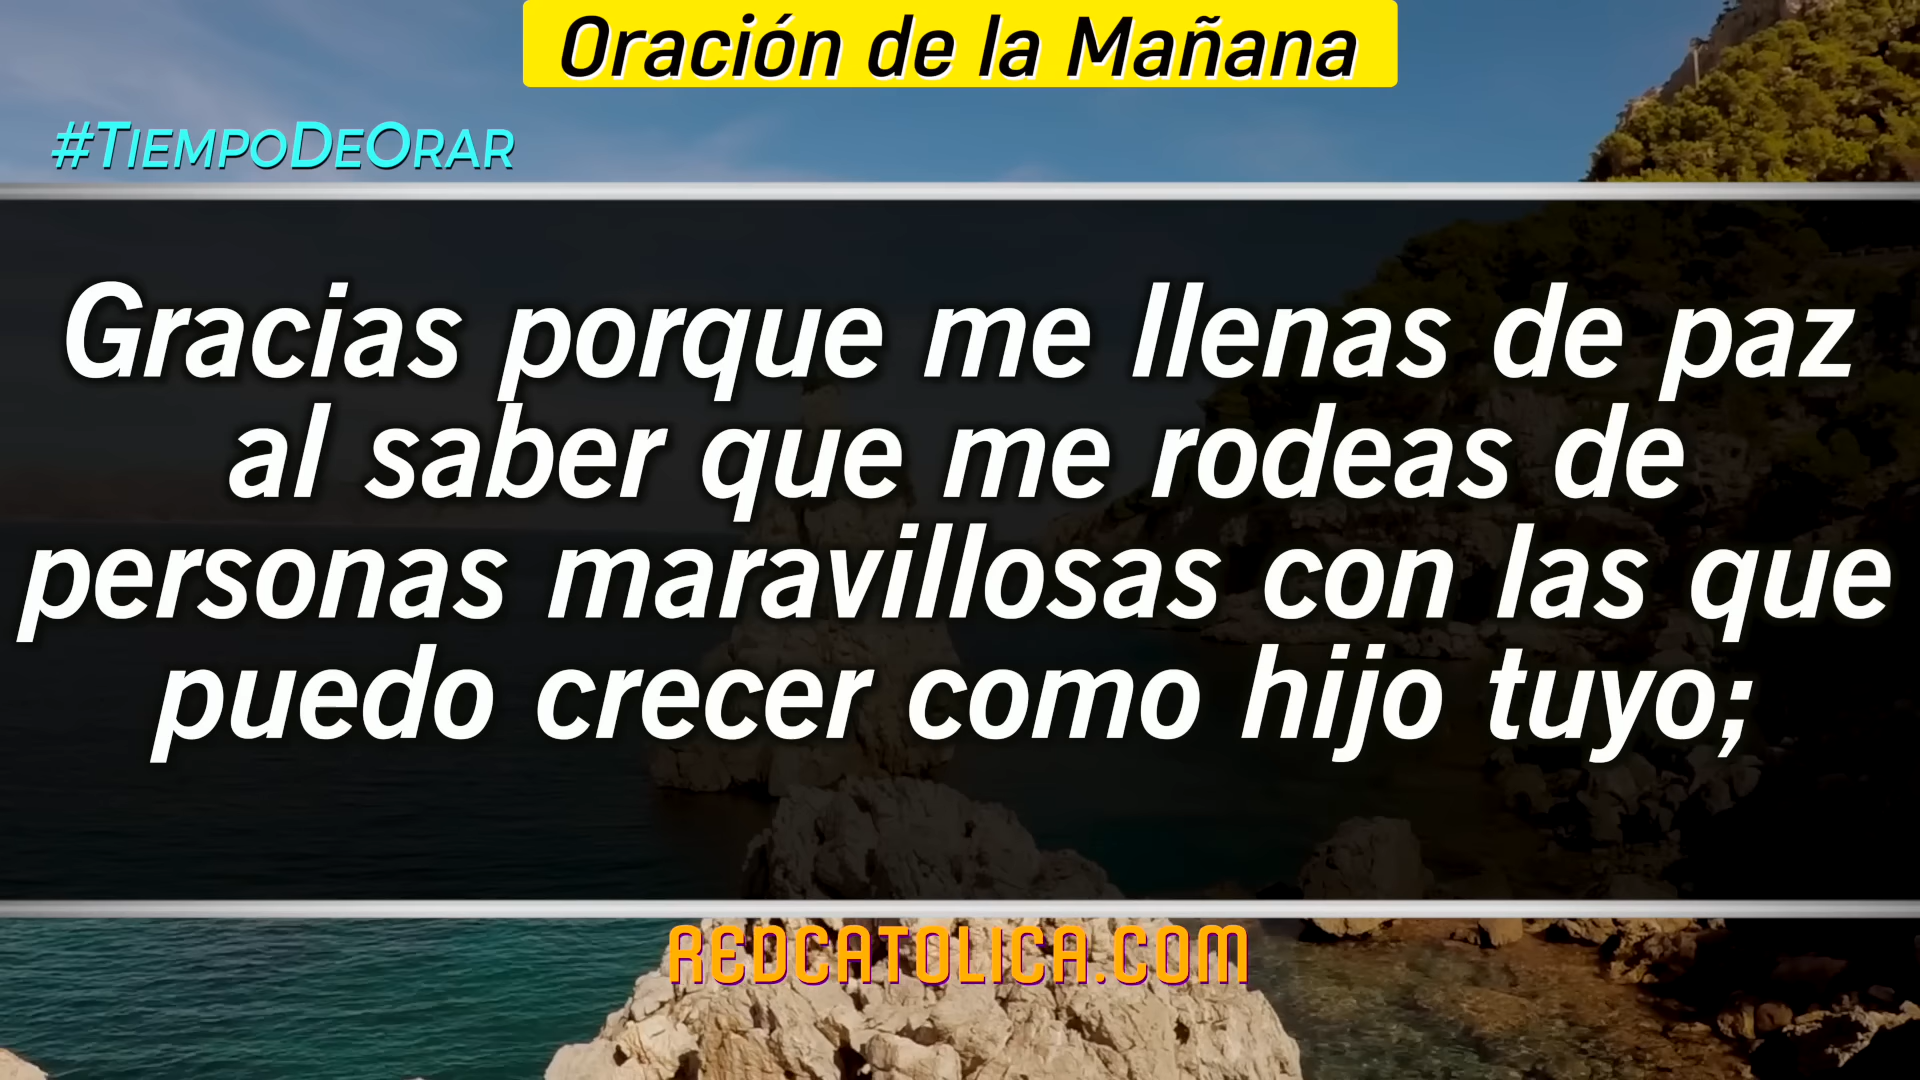 Oración de la Mañana
#TiempoDeOrar
Gracias porque me llenas de paz
al saber que me rodeas de
personas maravillosas con las que
puedo crecer como hijo tuyo;
REDCATOLICA.COM